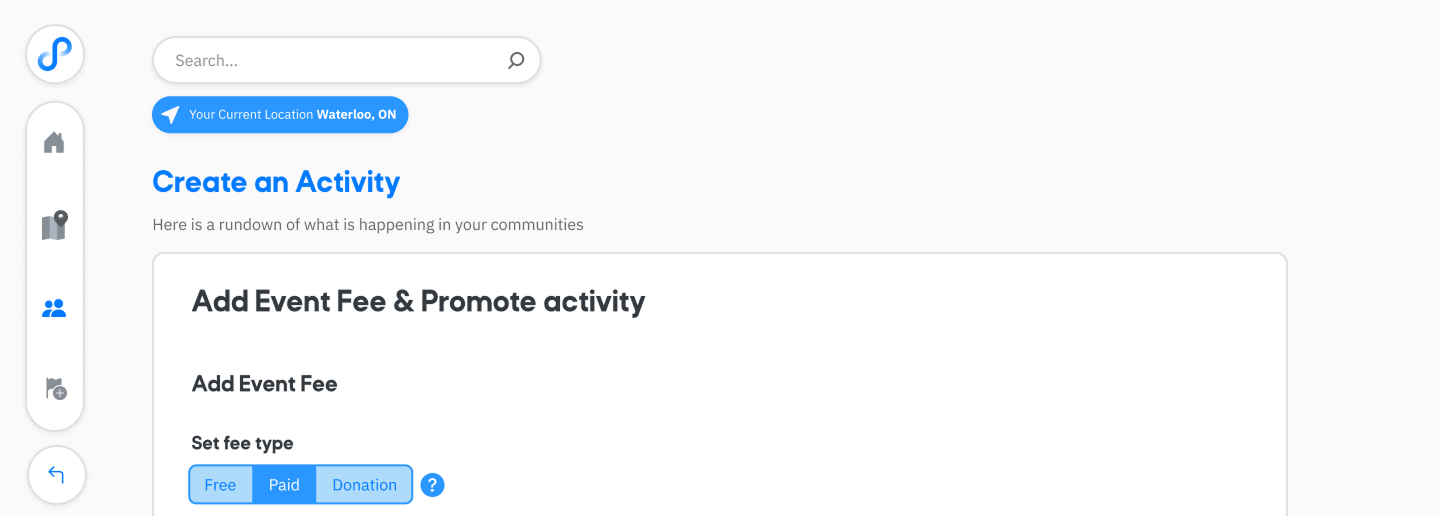 Search...
Your Current Location Waterloo, ON
Create an Activity
Here is a rundown of what is happening in your communities
Add Event Fee & Promote activity
Add Event Fee
Set fee type
Free Paid Donation ?